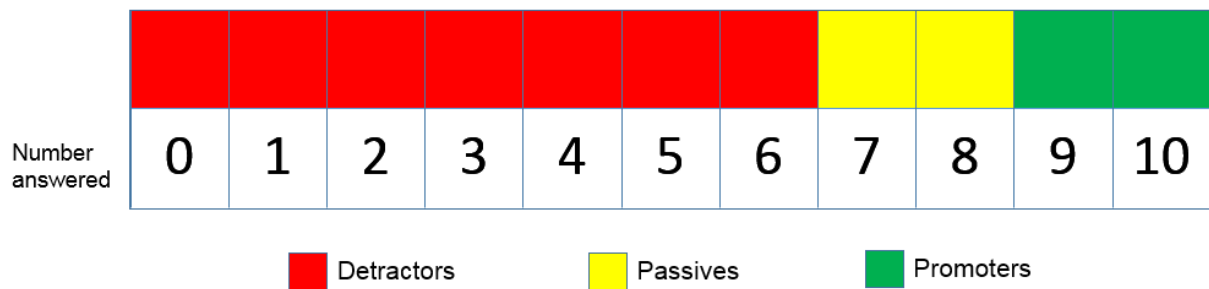 Number answered 0 1 2 3 4 5 6 7 8 9 10
Detractors Passives Promoters